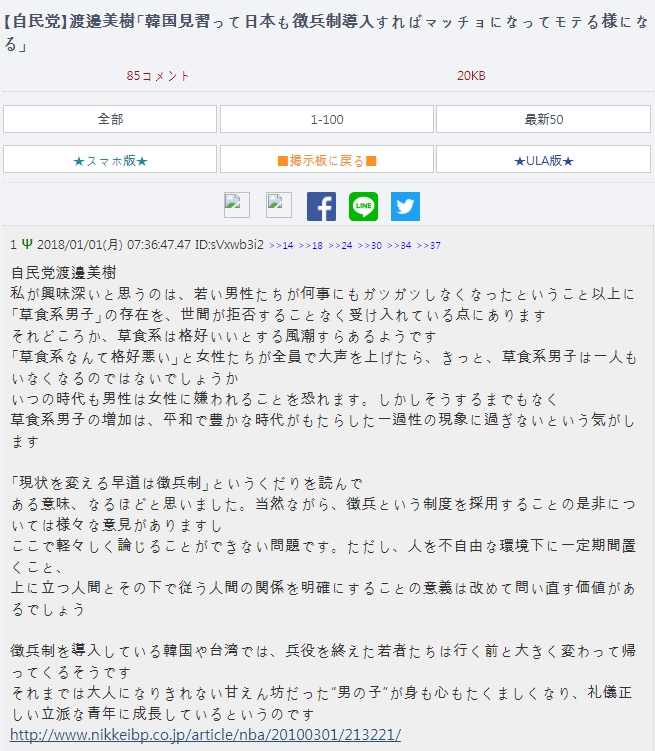 【自民党】渡邉美樹「韓国見習って日本も徴兵制導入すればマッチョになってモテる様にな
る」
85コメント 20KB
全部 1-100 最新50
★スマホ版★ ■掲示板に戻る■ ★ULA版★
LINE
1 Ψ 2018/01/01(月) 07:36:47.47 ID:sVxwb3i2 >>14 >>18 >>24 >>30 >>34 >>37
自民党渡邉美樹
私が興味深いと思うのは、若い男性たちが何事にもガツガツしなくなったということ以上に
「草食系男子」の存在を、世間が拒否することなく受け入れている点にあります
それどころか、草食系は格好いいとする風潮すらあるようです
「草食系なんて格好悪い」と女性たちが全員で大声を上げたら、きっと、草食系男子は一人も
いなくなるのではないでしょうか
いつの時代も男性は女性に嫌われることを恐れます。しかしそうするまでもなく
草食系男子の増加は、平和で豊かな時代がもたらした一過性の現象に過ぎないという気がし
ます
「現状を変える早道は徴兵制」というくだりを読んで
ある意味、なるほどと思いました。当然ながら、徴兵という制度を採用することの是非につ
いては様々な意見がありますし
ここで軽々しく論じることができない問題です。ただし、人を不自由な環境下に一定期間置
くこと、
上に立つ人間とその下で従う人間の関係を明確にすることの意義は改めて問い直す価値があ
るでしょう
徴兵制を導入している韓国や台湾では、兵役を終えた若者たちは行く前と大きく変わって帰
ってくるそうです
それまでは大人になりきれない甘えん坊だった“男の子”が身も心もたくましくなり、礼儀正
しい立派な青年に成長しているというのです
http://www.nikkeibp.co.jp/article/nba/20100301/213221/